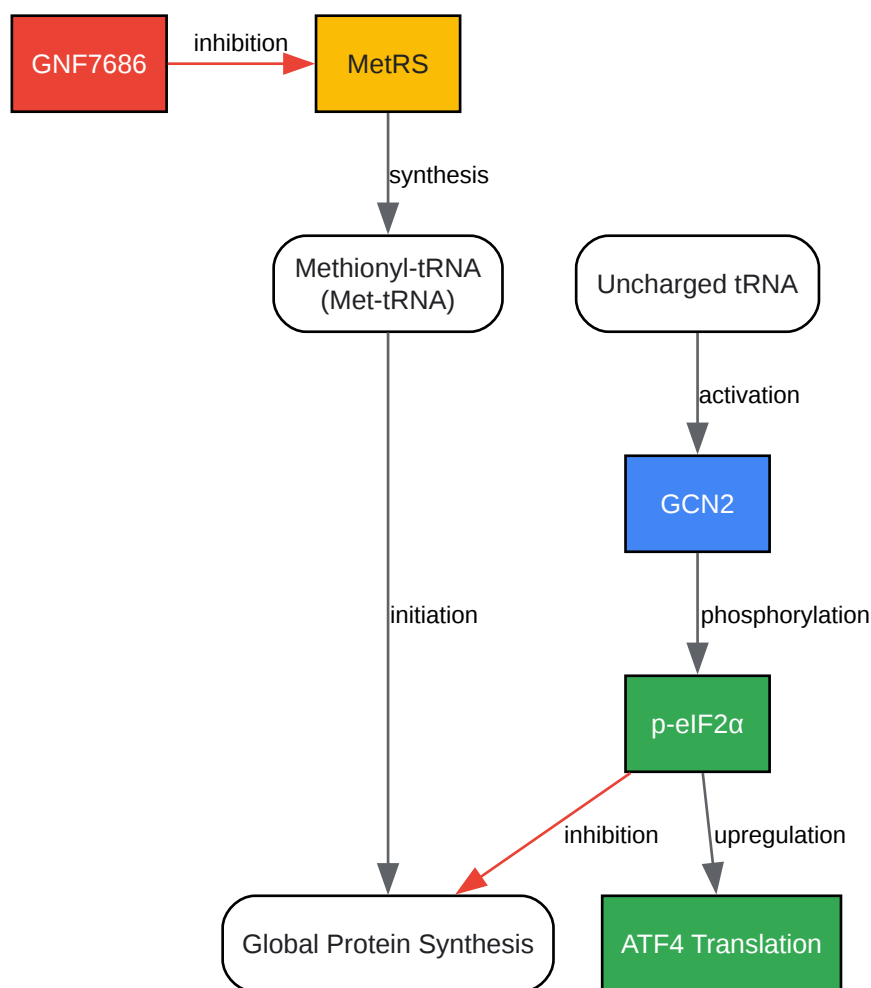 GNF7686
inhibition
MetRS
synthesis
Methionyl-tRNA
(Met-tRNA)
Uncharged tRNA
activation
GCN2
initiation
phosphorylation
p-eIF2α
inhibition
upregulation
Global Protein Synthesis
ATF4 Translation